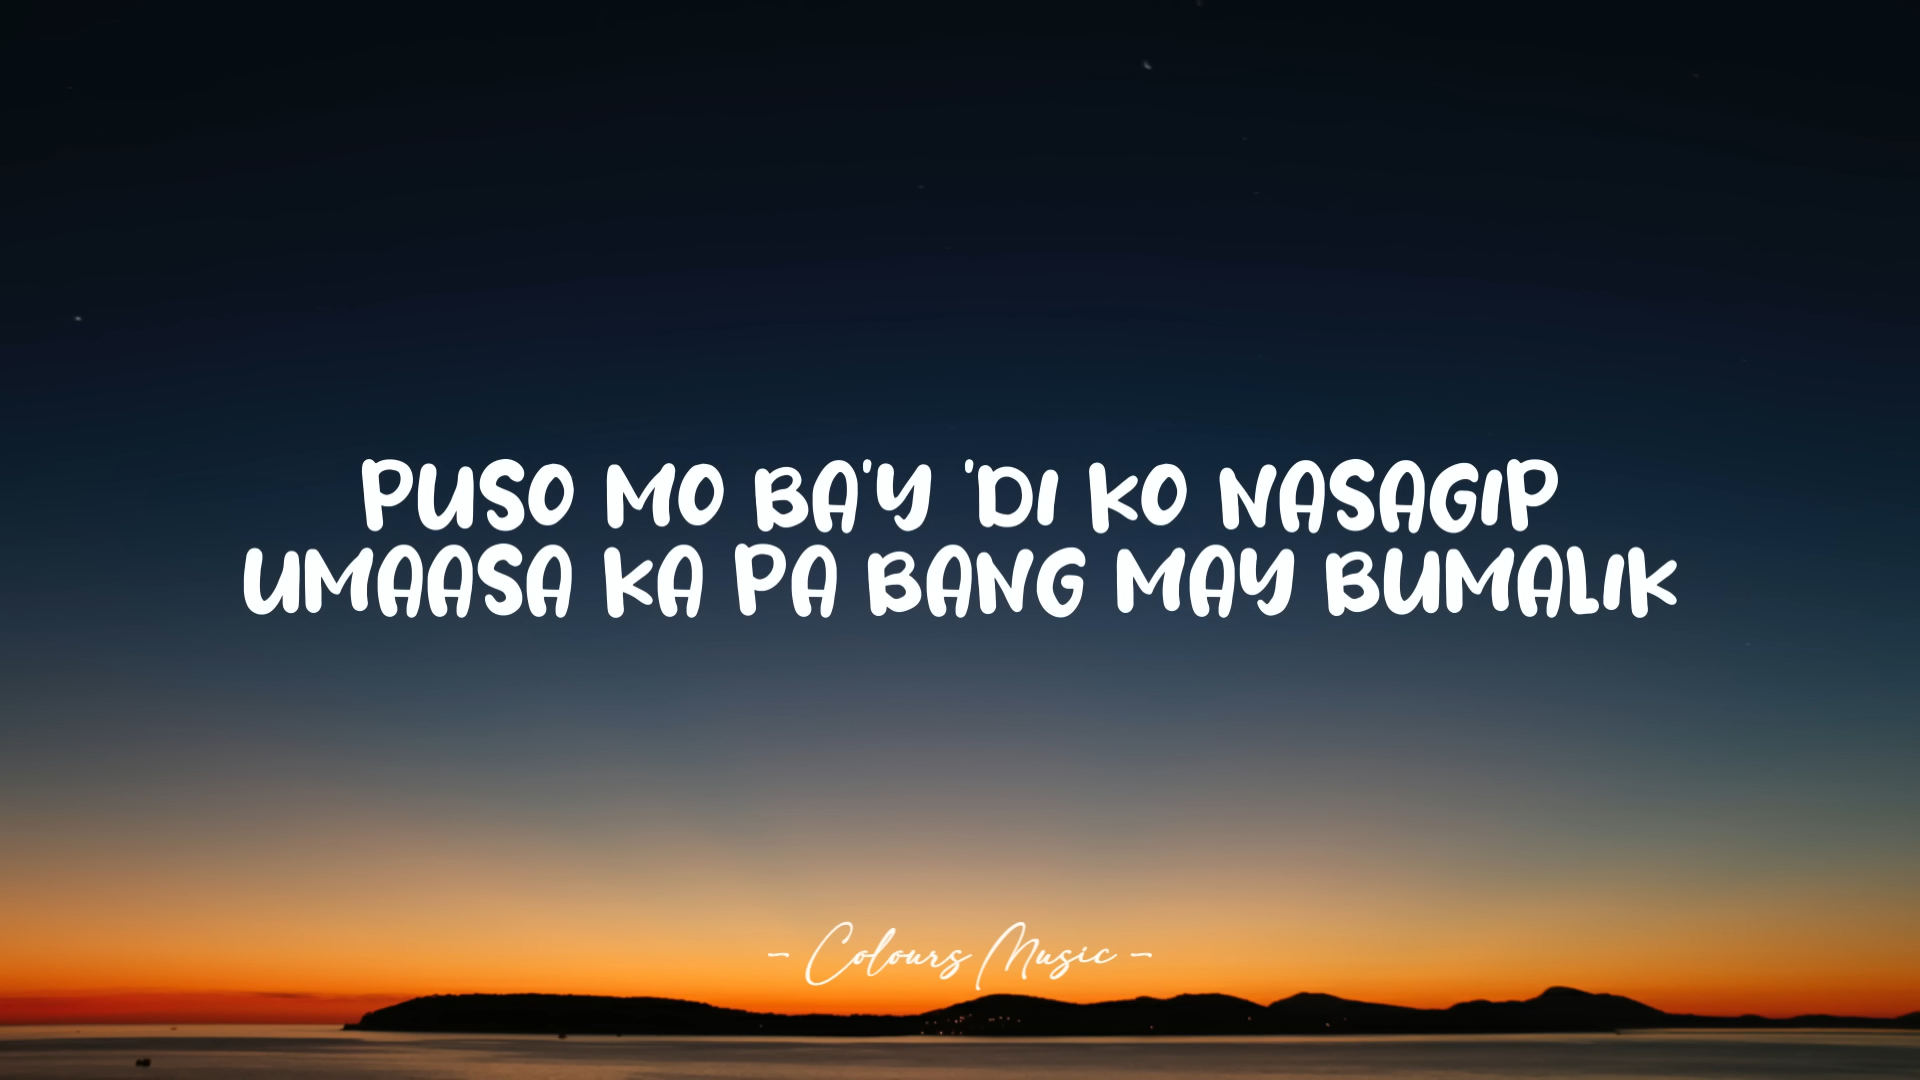 PUSO MO BA'Y 'DI KO NASAGIP
UMAASA KA PA BANG MAY BUMALIK
- Colours Music -